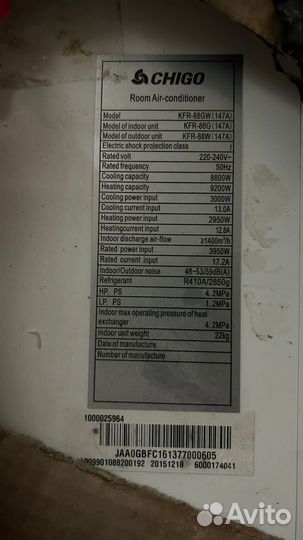 CHIGO
Room Air-conditioner
Model KFR-88GW(147A)
Model of indoor unit KFR-88G(147A)
Model of outdoor unit KFR-88W(147A)
Electric shock protection class I
Rated volt 220-240V~
Rated frequency 50Hz
Cooling capacity 8800W
Heating capacity 9200W
Cooling power input 3000W
Cooling current input 13.0A
Heating power input 2950W
Heatingcurrent input 12.8A
Indoor discharge air-flow ≥1400m³/h
Rated power input 3950W
Rated current input 17.2A
Indoor/Outdoor noise 48~53/59dB(A)
Refrigerant R410A/2850g
HP. PS 4.2MPa
LP. PS 1.2MPa
Indoor max operating pressure of heat
exchanger 4.2MPa
Indoor unit weight 22kg
Date of manufacture
Number of manufacture
1000025964
JAA0GBFC161377000605
1009901088200192 20151218 6000174041
Avito